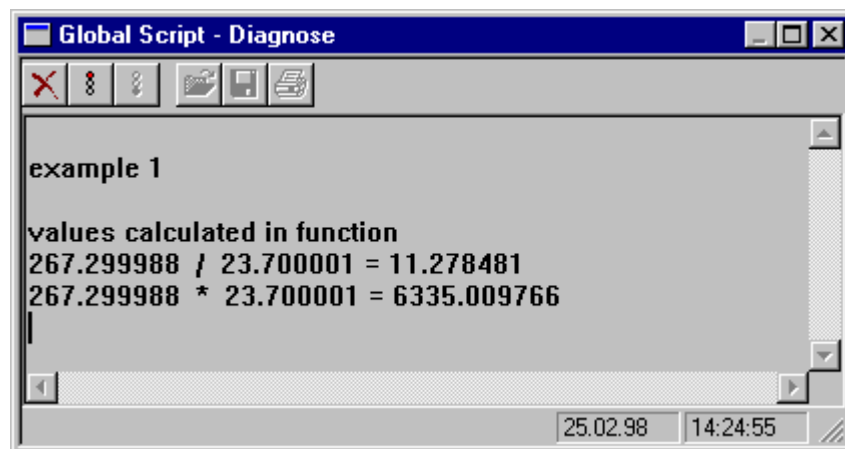 Global Script - Diagnose
example 1
values calculated in function
267.299988 / 23.700001 = 11.278481
267.299988 * 23.700001 = 6335.009766
25.02.98 14:24:55